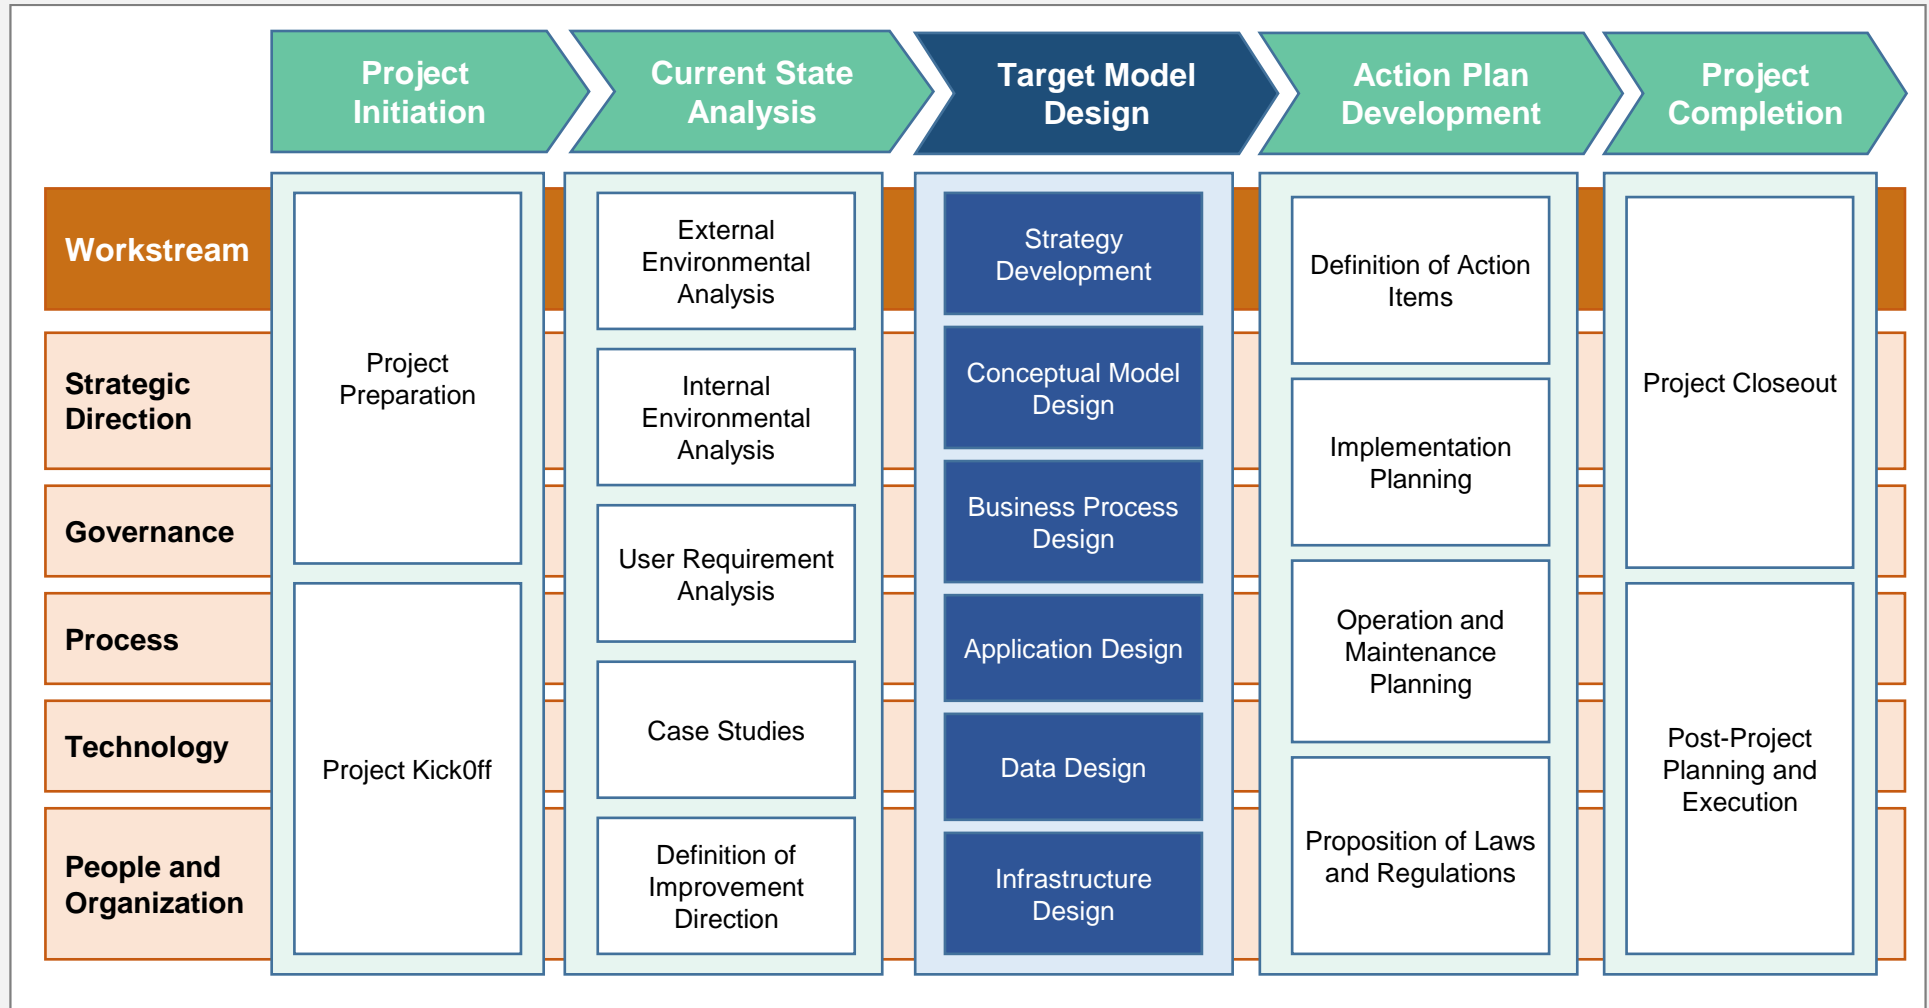 Project
Initiation
Current State
Analysis
Target Model
Design
Action Plan
Development
Project
Completion
Workstream
Strategic
Direction
Governance
Process
Technology
People and
Organization
Project
Preparation
Project Kick0ff
External
Environmental
Analysis
Internal
Environmental
Analysis
User Requirement
Analysis
Case Studies
Definition of
Improvement
Direction
Strategy
Development
Conceptual Model
Design
Business Process
Design
Application Design
Data Design
Infrastructure
Design
Definition of Action
Items
Implementation
Planning
Operation and
Maintenance
Planning
Proposition of Laws
and Regulations
Project Closeout
Post-Project
Planning and
Execution